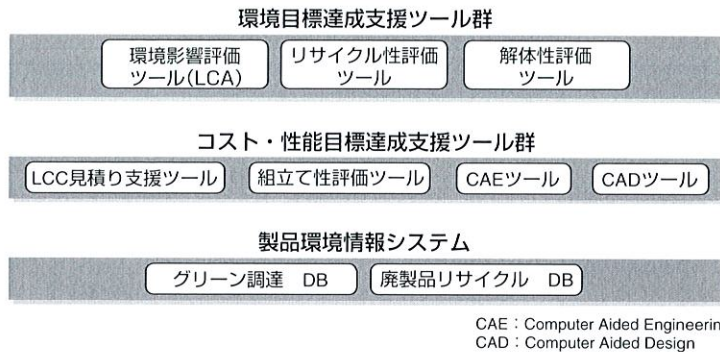 環境目標達成支援ツール群
環境影響評価
ツール(LCA)
リサイクル性評価
ツール
解体性評価
ツール
コスト・性能目標達成支援ツール群
LCC見積り支援ツール
組立て性評価ツール
CAEツール
CADツール
製品環境情報システム
グリーン調達 DB
廃製品リサイクル DB
CAE：Computer Aided Engineerin
CAD：Computer Aided Design